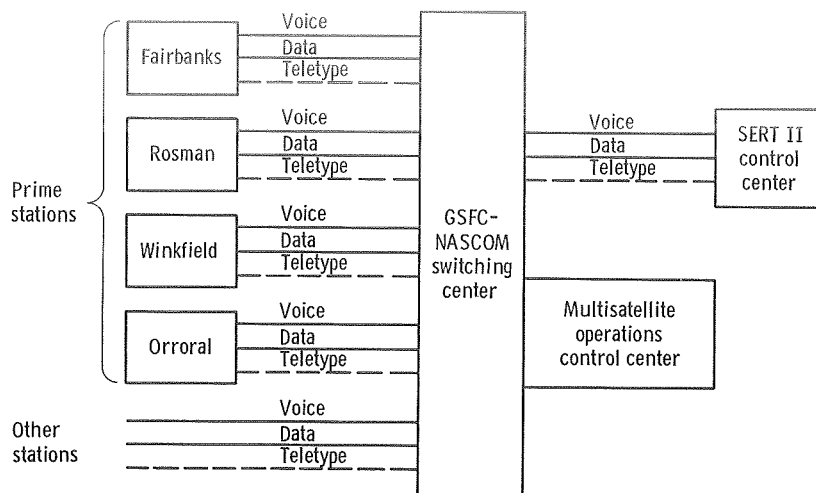 Prime
stations
Fairbanks
Voice
Data
Teletype
Rosman
Voice
Data
Teletype
Winkfield
Voice
Data
Teletype
Orroral
Voice
Data
Teletype
Other
stations
Voice
Data
Teletype
GSFC-
NASCOM
switching
center
Voice
Data
Teletype
SERT II
control
center
Multisatellite
operations
control center